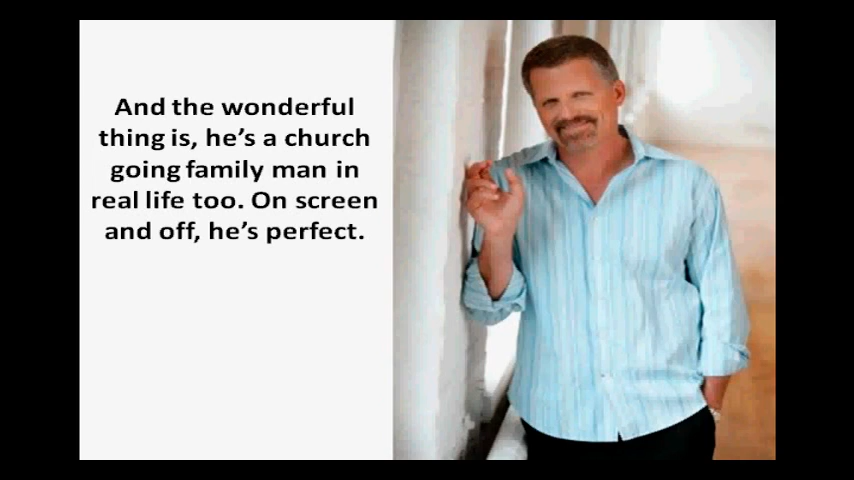 And the wonderful
thing is, he’s a church
going family man in
real life too. On screen
and off, he’s perfect.